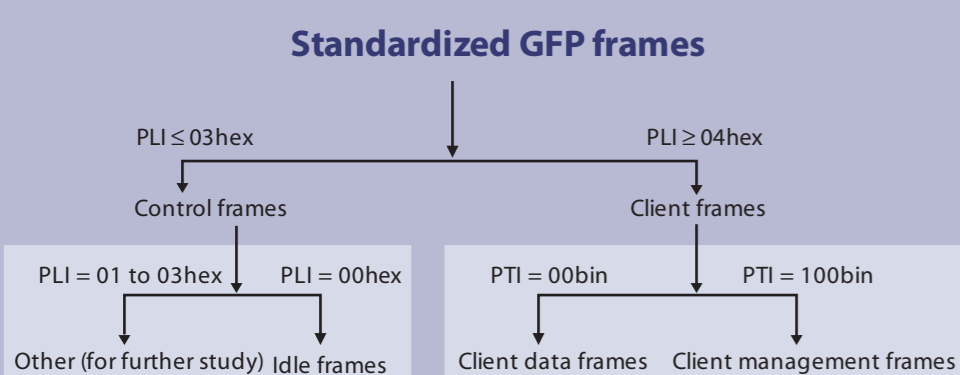 Standardized GFP frames
PLI ≤ 03hex PLI ≥ 04hex
Control frames Client frames
PLI = 01 to 03hex PLI = 00hex PTI = 00bin PTI = 100bin
Other (for further study) Idle frames Client data frames Client management frames